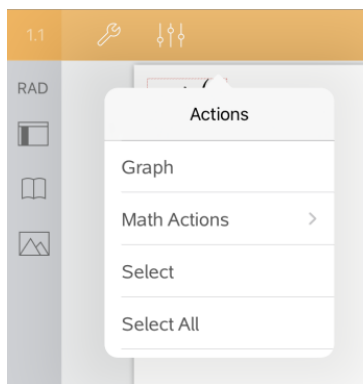 1.1
RAD
Actions
Graph
Math Actions
Select
Select All